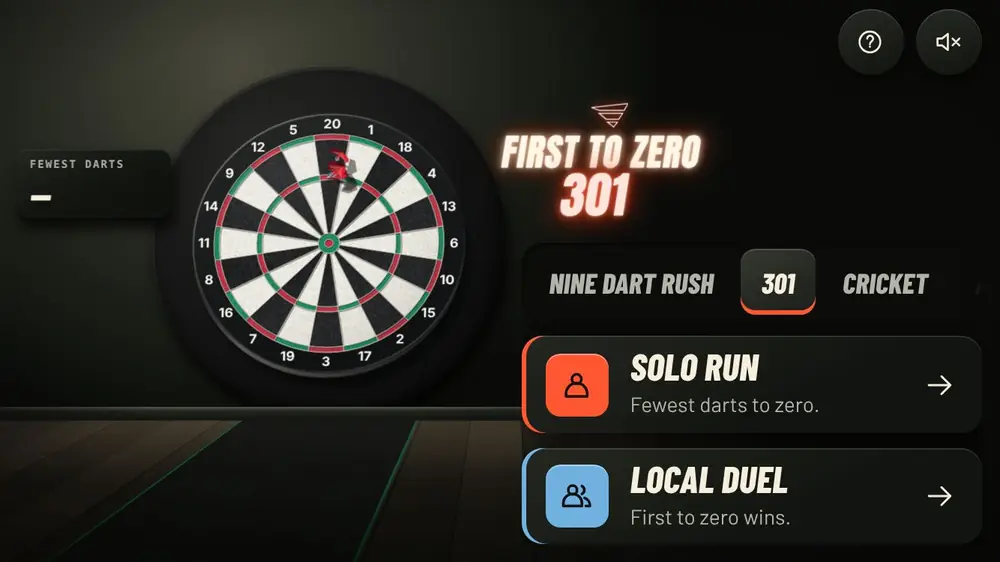 FEWEST DARTS
–
20
1
18
4
13
6
10
15
2
17
3
19
7
16
8
11
14
9
12
5
FIRST TO ZERO
301
NINE DART RUSH
301
CRICKET
SOLO RUN
Fewest darts to zero.
LOCAL DUEL
First to zero wins.